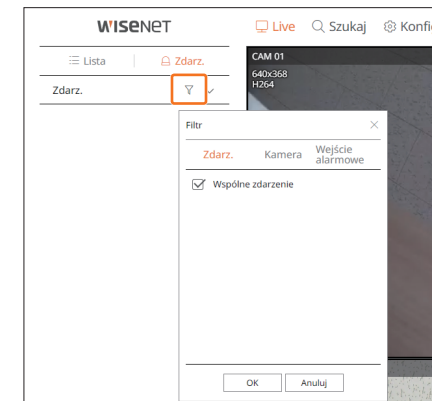 WISENET
Live
Szukaj
Konfi
Lista
Zdarz.
CAM 01
640x368
H264
Zdarz.
Filtr
Zdarz.
Kamera
Wejście
alarmowe
Wspólne zdarzenie
OK
Anuluj